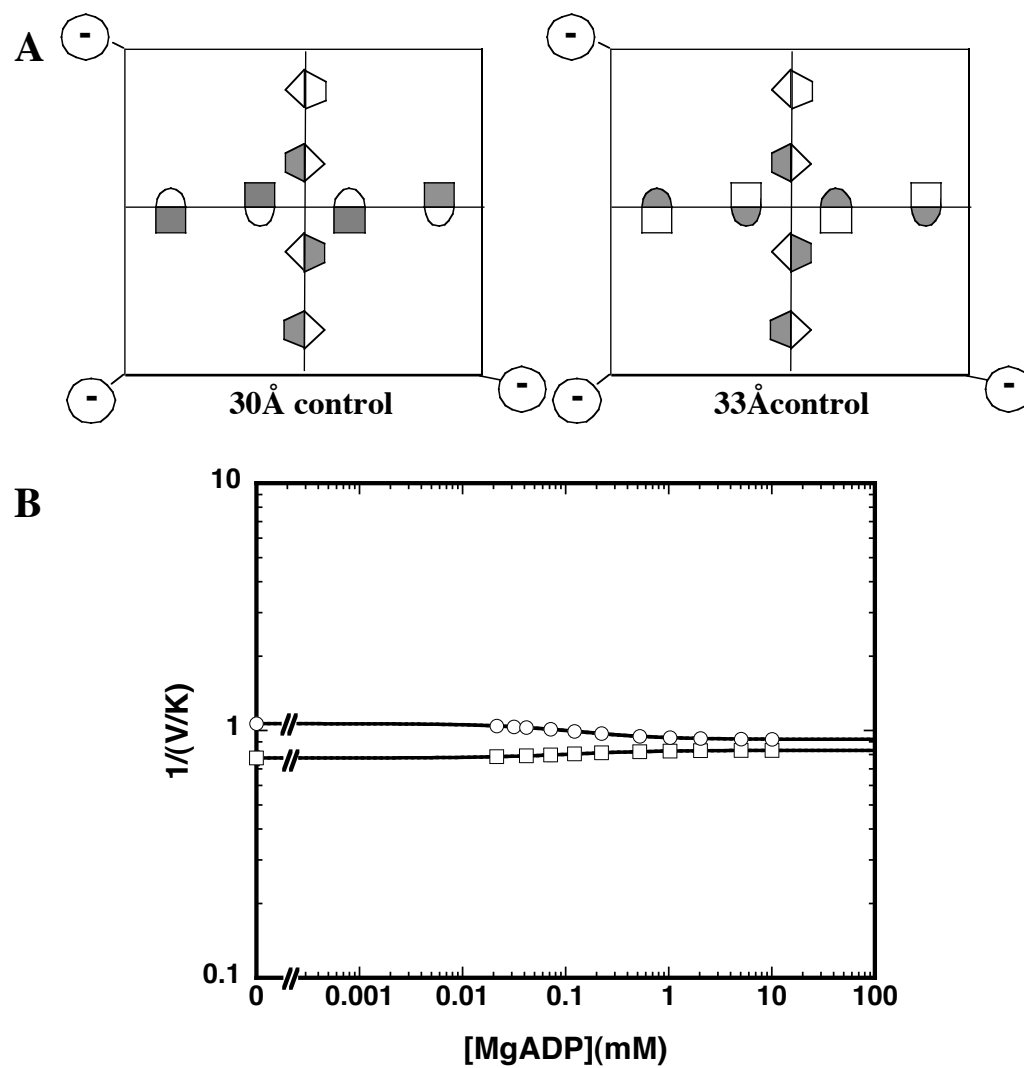 A
- -
- - - -
30Å control 33Åcontrol
B
10
1
0.1
1/(V/K)
0 0.001 0.01 0.1 1 10 100
[MgADP](mM)